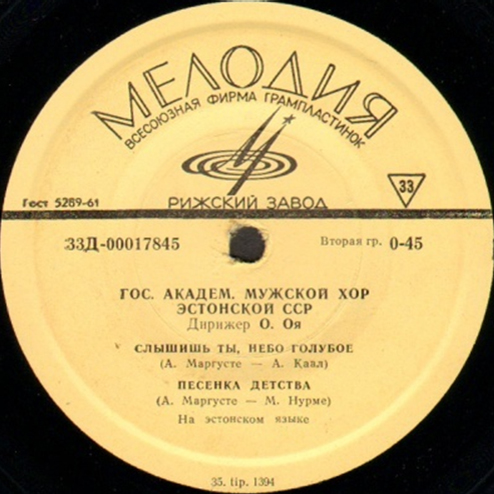 МЕЛОДИЯ
ВСЕСОЮЗНАЯ ФИРМА ГРАМПЛАСТИНОК
РИЖСКИЙ ЗАВОД
Гост 5289-61
33
33Д-00017845
Вторая гр. 0-45
ГОС. АКАДЕМ. МУЖСКОЙ ХОР
ЭСТОНСКОЙ ССР
Дирижер О. Оя
СЛЫШИШЬ ТЫ, НЕБО ГОЛУБОЕ
(А. Маргусте — А. Каал)
ПЕСЕНКА ДЕТСТВА
(А. Маргусте — М. Нурме)
На эстонском языке
35. tip. 1394